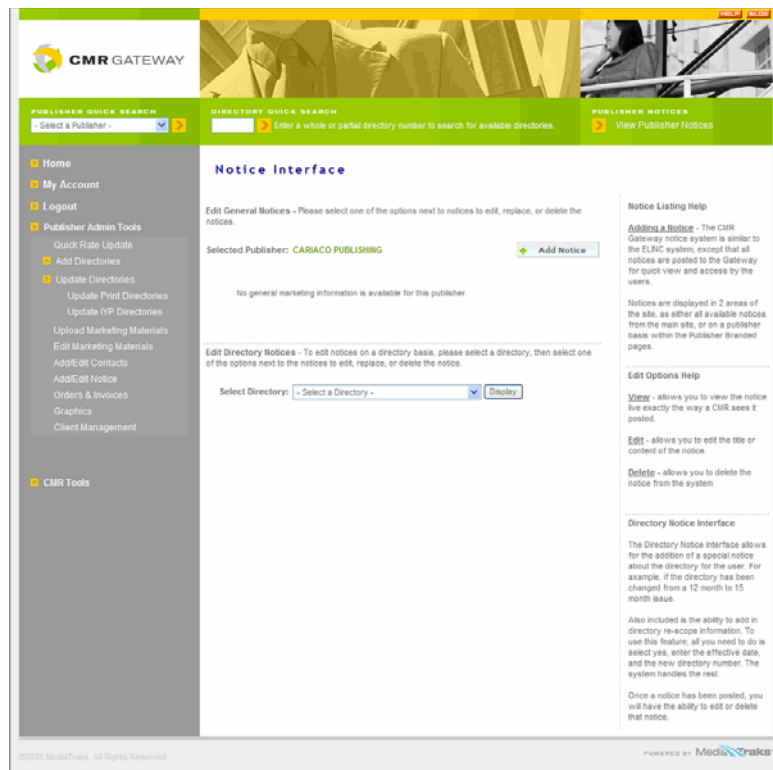 HELP BLOG
CMR GATEWAY
PUBLISHER QUICK SEARCH
- Select a Publisher -
DIRECTORY QUICK SEARCH
Enter a whole or partial directory number to search for available directories.
PUBLISHER NOTICES
View Publisher Notices
Home
My Account
Logout
Publisher Admin Tools
Quick Rate Update
Add Directories
Update Directories
Update Print Directories
Update IYP Directories
Upload Marketing Materials
Edit Marketing Materials
Add/Edit Contacts
Add/Edit Notice
Orders & Invoices
Graphics
Client Management
CMR Tools
Notice Interface
Edit General Notices - Please select one of the options next to notices to edit, replace, or delete the
notices.
Selected Publisher: CARIACO PUBLISHING
Add Notice
No general marketing information is available for this publisher.
Edit Directory Notices - To edit notices on a directory basis, please select a directory, then select one
of the options next to the notices to edit, replace, or delete the notice.
Select Directory: - Select a Directory - Display
Notice Listing Help
Adding a Notice - The CMR
Gateway notice system is similar to
the ELINC system, except that all
notices are posted to the Gateway
for quick view and access by the
users.
Notices are displayed in 2 areas of
the site, as either all available notices
from the main site, or on a publisher
basis within the Publisher Branded
pages.
Edit Options Help
View - allows you to view the notice
live exactly the way a CMR sees it
posted.
Edit - allows you to edit the title or
content of the notice.
Delete - allows you to delete the
notice from the system
Directory Notice Interface
The Directory Notice Interface allows
for the addition of a special notice
about the directory for the user. For
axample, if the directory has been
changed from a 12 month to 15
month issue.
Also included is the ability to add in
directory re-scope information. To
use this feature, all you need to do is
select yes, enter the effective date,
and the new directory number. The
system handles the rest.
Once a notice has been posted, you
will have the ability to edit or delete
that notice.
©2005 MediaTraks. All Rights Reserved
POWERED BY MediaTraks